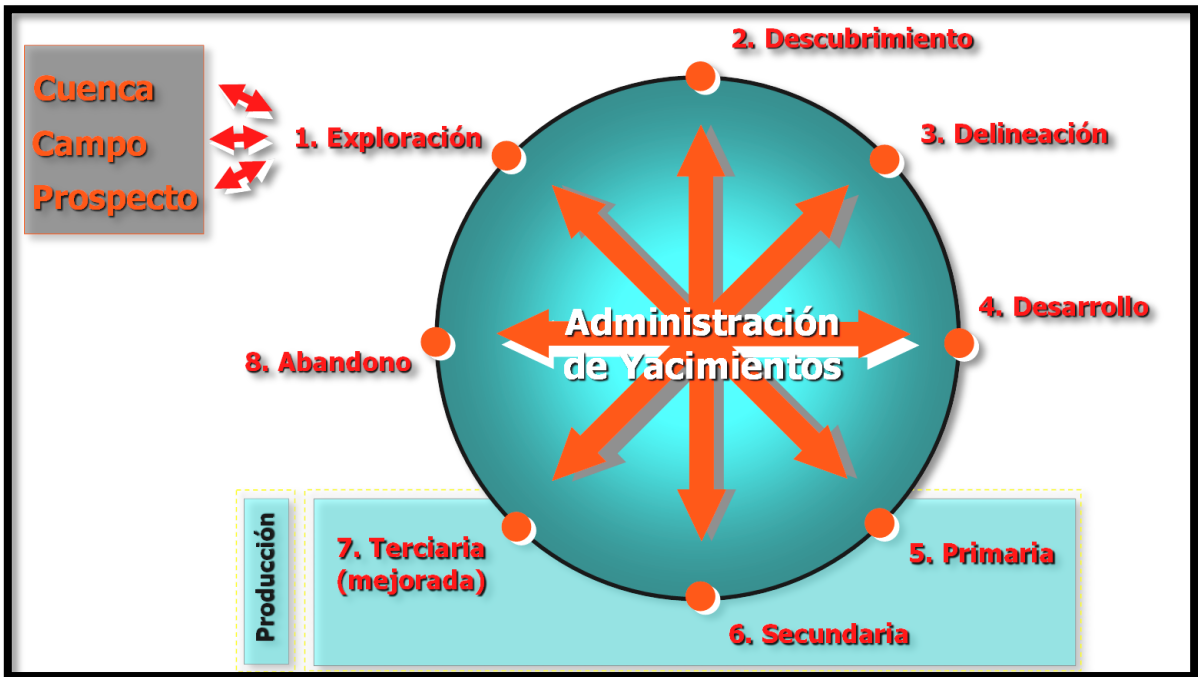 Cuenca
Campo
Prospecto
1. Exploración
2. Descubrimiento
3. Delineación
4. Desarrollo
Administración
de Yacimientos
8. Abandono
Producción
7. Terciaria
(mejorada)
5. Primaria
6. Secundaria